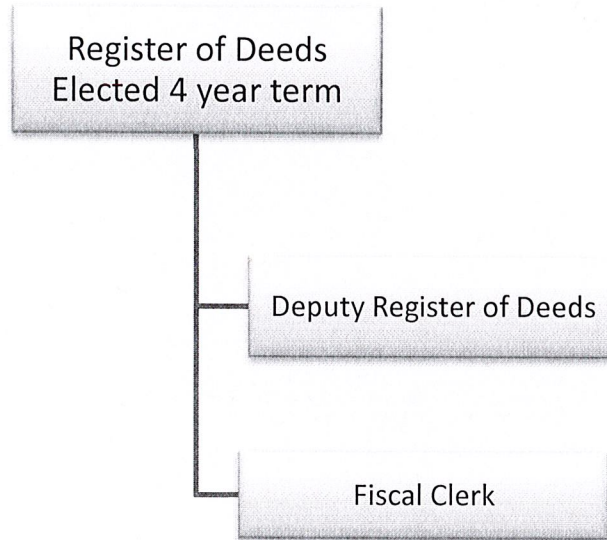 Register of Deeds
Elected 4 year term
Deputy Register of Deeds
Fiscal Clerk